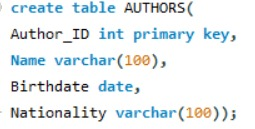 create table AUTHORS(
Author_ID int primary key,
Name varchar(100),
Birthdate date,
Nationality varchar(100));